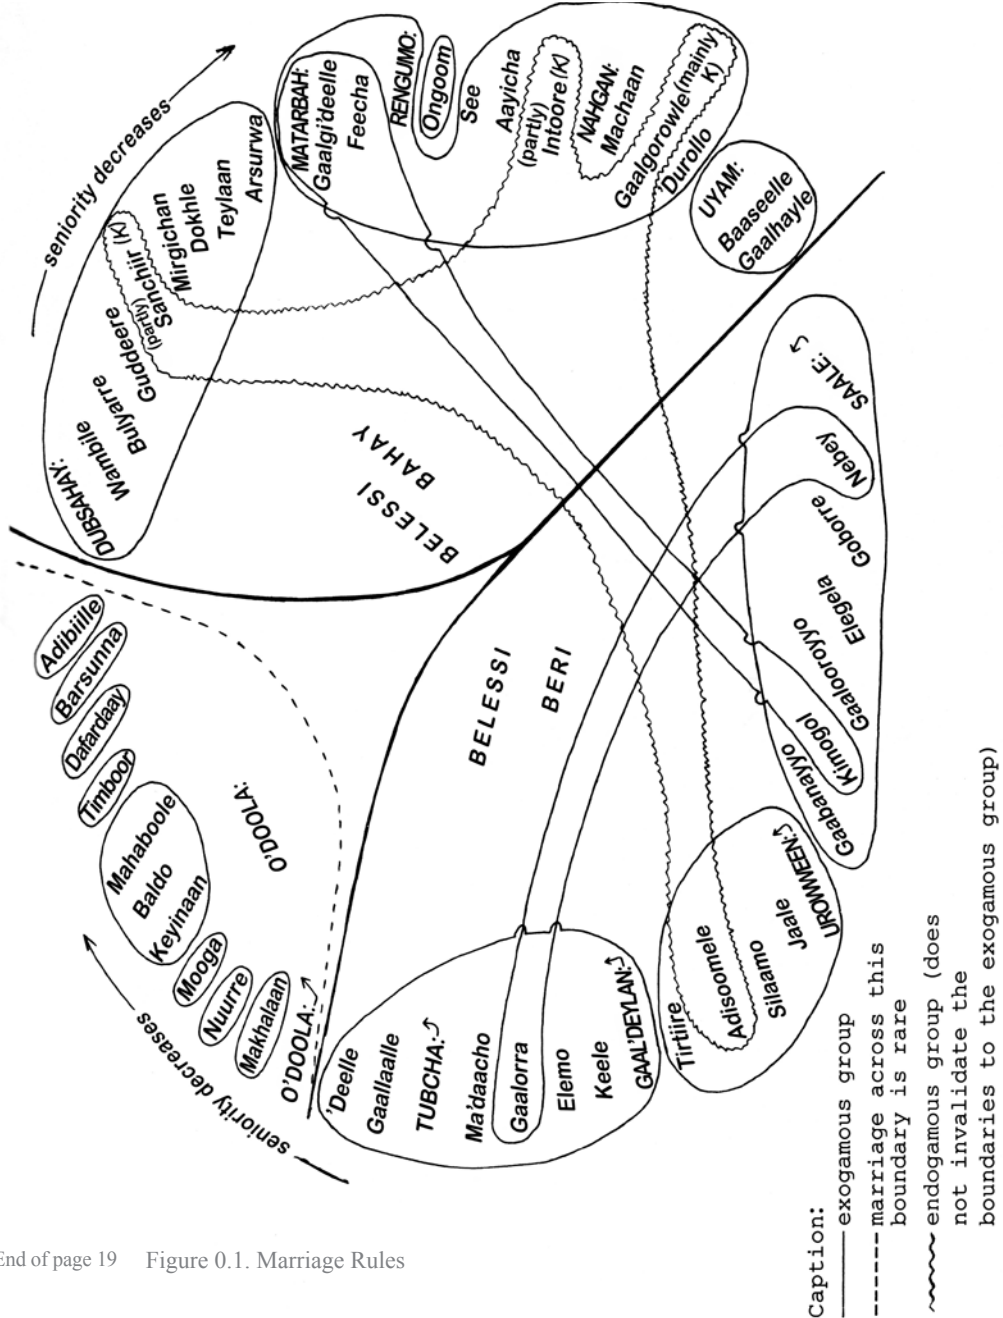 seniority decreases
DUBSAHAY:
Wambile
Bulyarre
Guddeere
(partly)
Sanchiir (K)
Mirgichan
Dokhle
Teylaan
Arsurwa
MATARBAH:
Gaalgi'deelle
Feecha
RENGUMO:
Ongoom
See
Aayicha
(partly)
Intoore (K)
NAHGAN:
Machaan
Gaalgorowle (mainly
K)
'Durollo
UYAM:
Baaseelle
Gaalhayle
BELESSI
BAHAY
Adibiille
Barsunna
Dafardaay
Timboor
Mahaboole
Baldo
Keyinaan
Mooga
Nuurre
Makhalaan
O'DOOLA:
O'DOOLA:
seniority decreases
BELESSI
BERI
'Deelle
Gaallaalle
TUBCHA:
Ma'daacho
Gaalorra
Elemo
Keele
GAAL'DEYLAN:
Tirtiire
Adisoomele
Silaamo
Jaale
UROWWEEN:
SAALE:
Nebey
Goborre
Elegela
Gaalooroyyo
Kimogol
Gaabanayyo
Caption:
exogamous group
marriage across this
boundary is rare
endogamous group (does
not invalidate the
boundaries to the exogamous group)
End of page 19 Figure 0.1. Marriage Rules